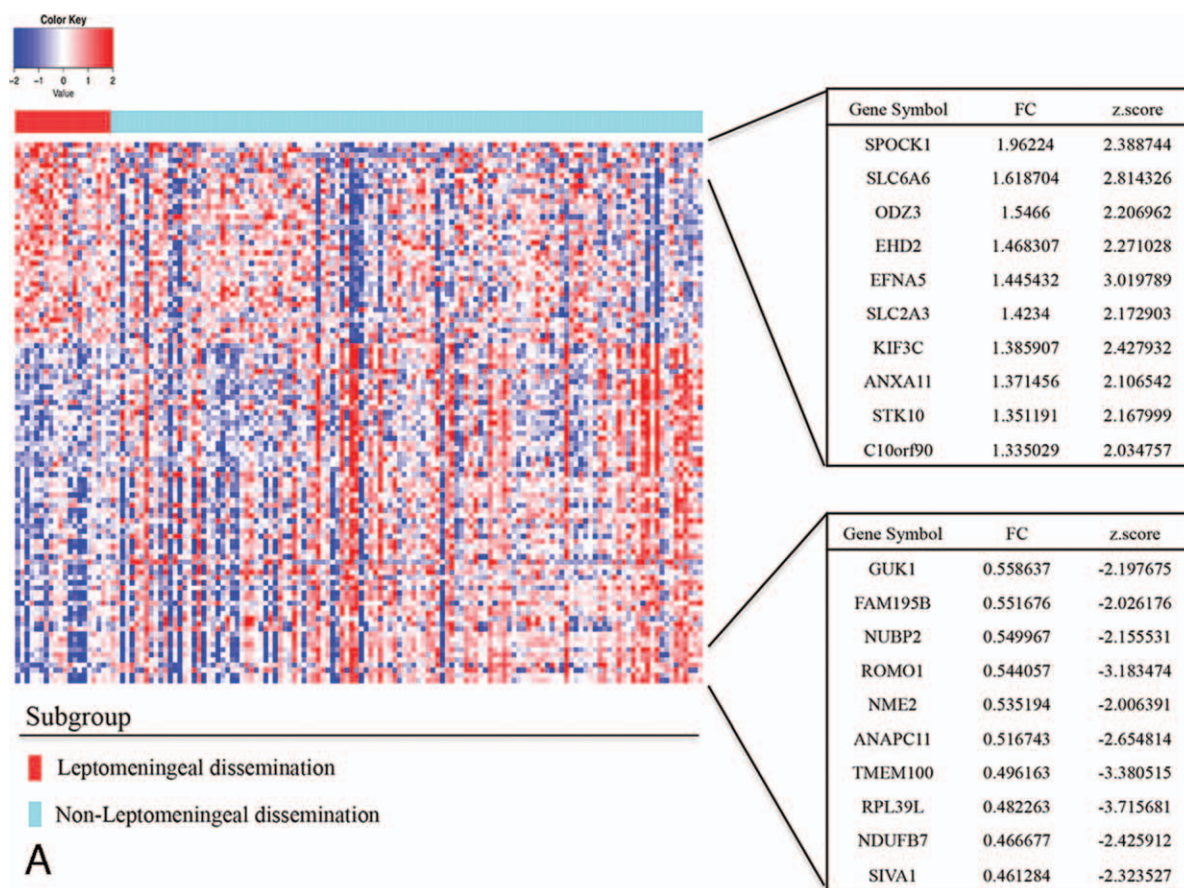 Color Key
-2 -1 0 1 2
Value
Gene Symbol FC z.score
SPOCK1 1.96224 2.388744
SLC6A6 1.618704 2.814326
ODZ3 1.5466 2.206962
EHD2 1.468307 2.271028
EFNA5 1.445432 3.019789
SLC2A3 1.4234 2.172903
KIF3C 1.385907 2.427932
ANXA11 1.371456 2.106542
STK10 1.351191 2.167999
C10orf90 1.335029 2.034757
Gene Symbol FC z.score
GUK1 0.558637 -2.197675
FAM195B 0.551676 -2.026176
NUBP2 0.549967 -2.155531
ROMO1 0.544057 -3.183474
NME2 0.535194 -2.006391
ANAPC11 0.516743 -2.654814
TMEM100 0.496163 -3.380515
RPL39L 0.482263 -3.715681
NDUFB7 0.466677 -2.425912
SIVA1 0.461284 -2.323527
Subgroup
Leptomeningeal dissemination
Non-Leptomeningeal dissemination
A